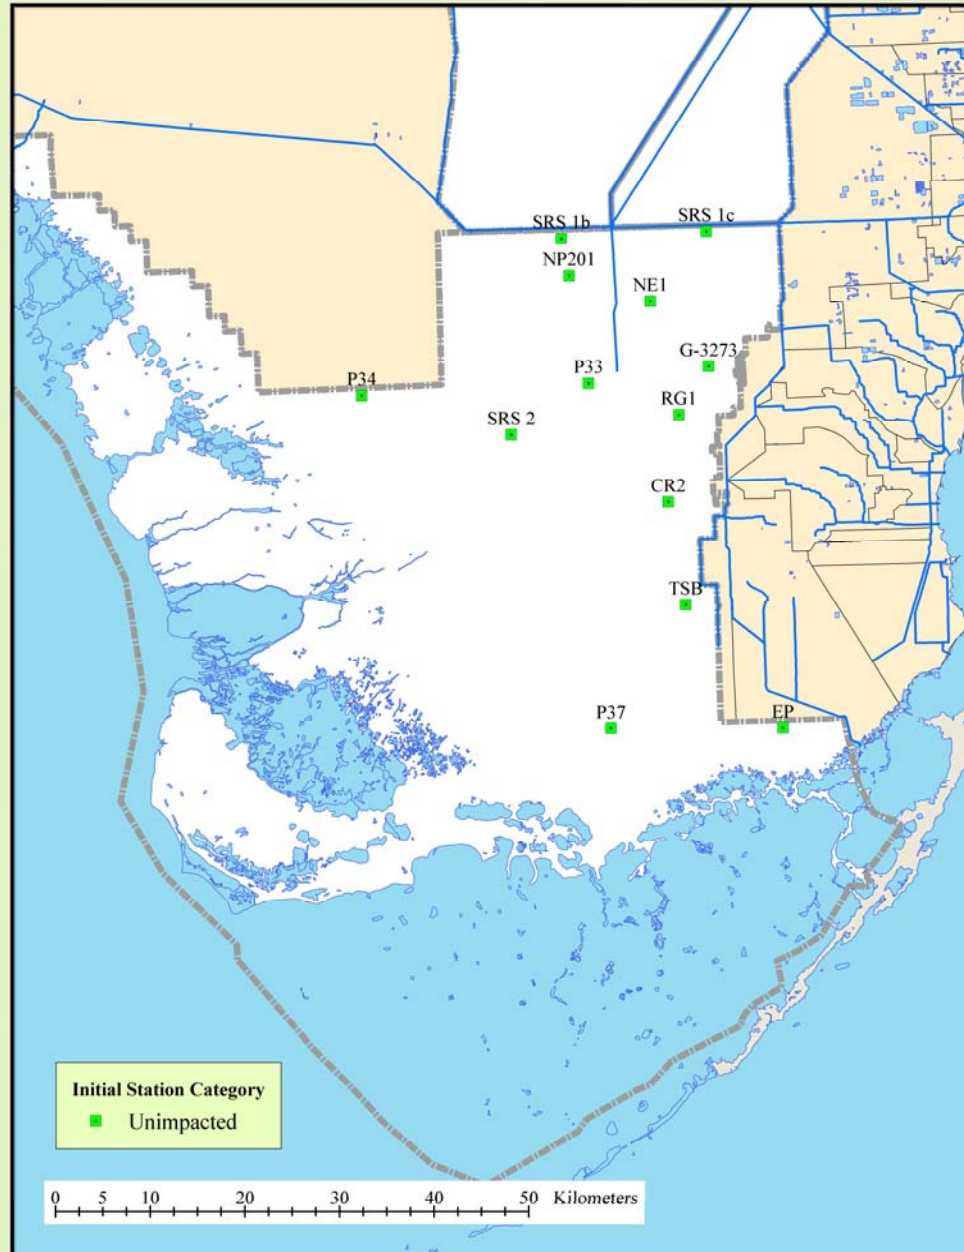 SRS 1b
SRS 1c
NP201
NE1
G-3273
P34
P33
RG1
SRS 2
CR2
TSB
P37
EP
Initial Station Category
Unimpacted
0 5 10 20 30 40 50 Kilometers